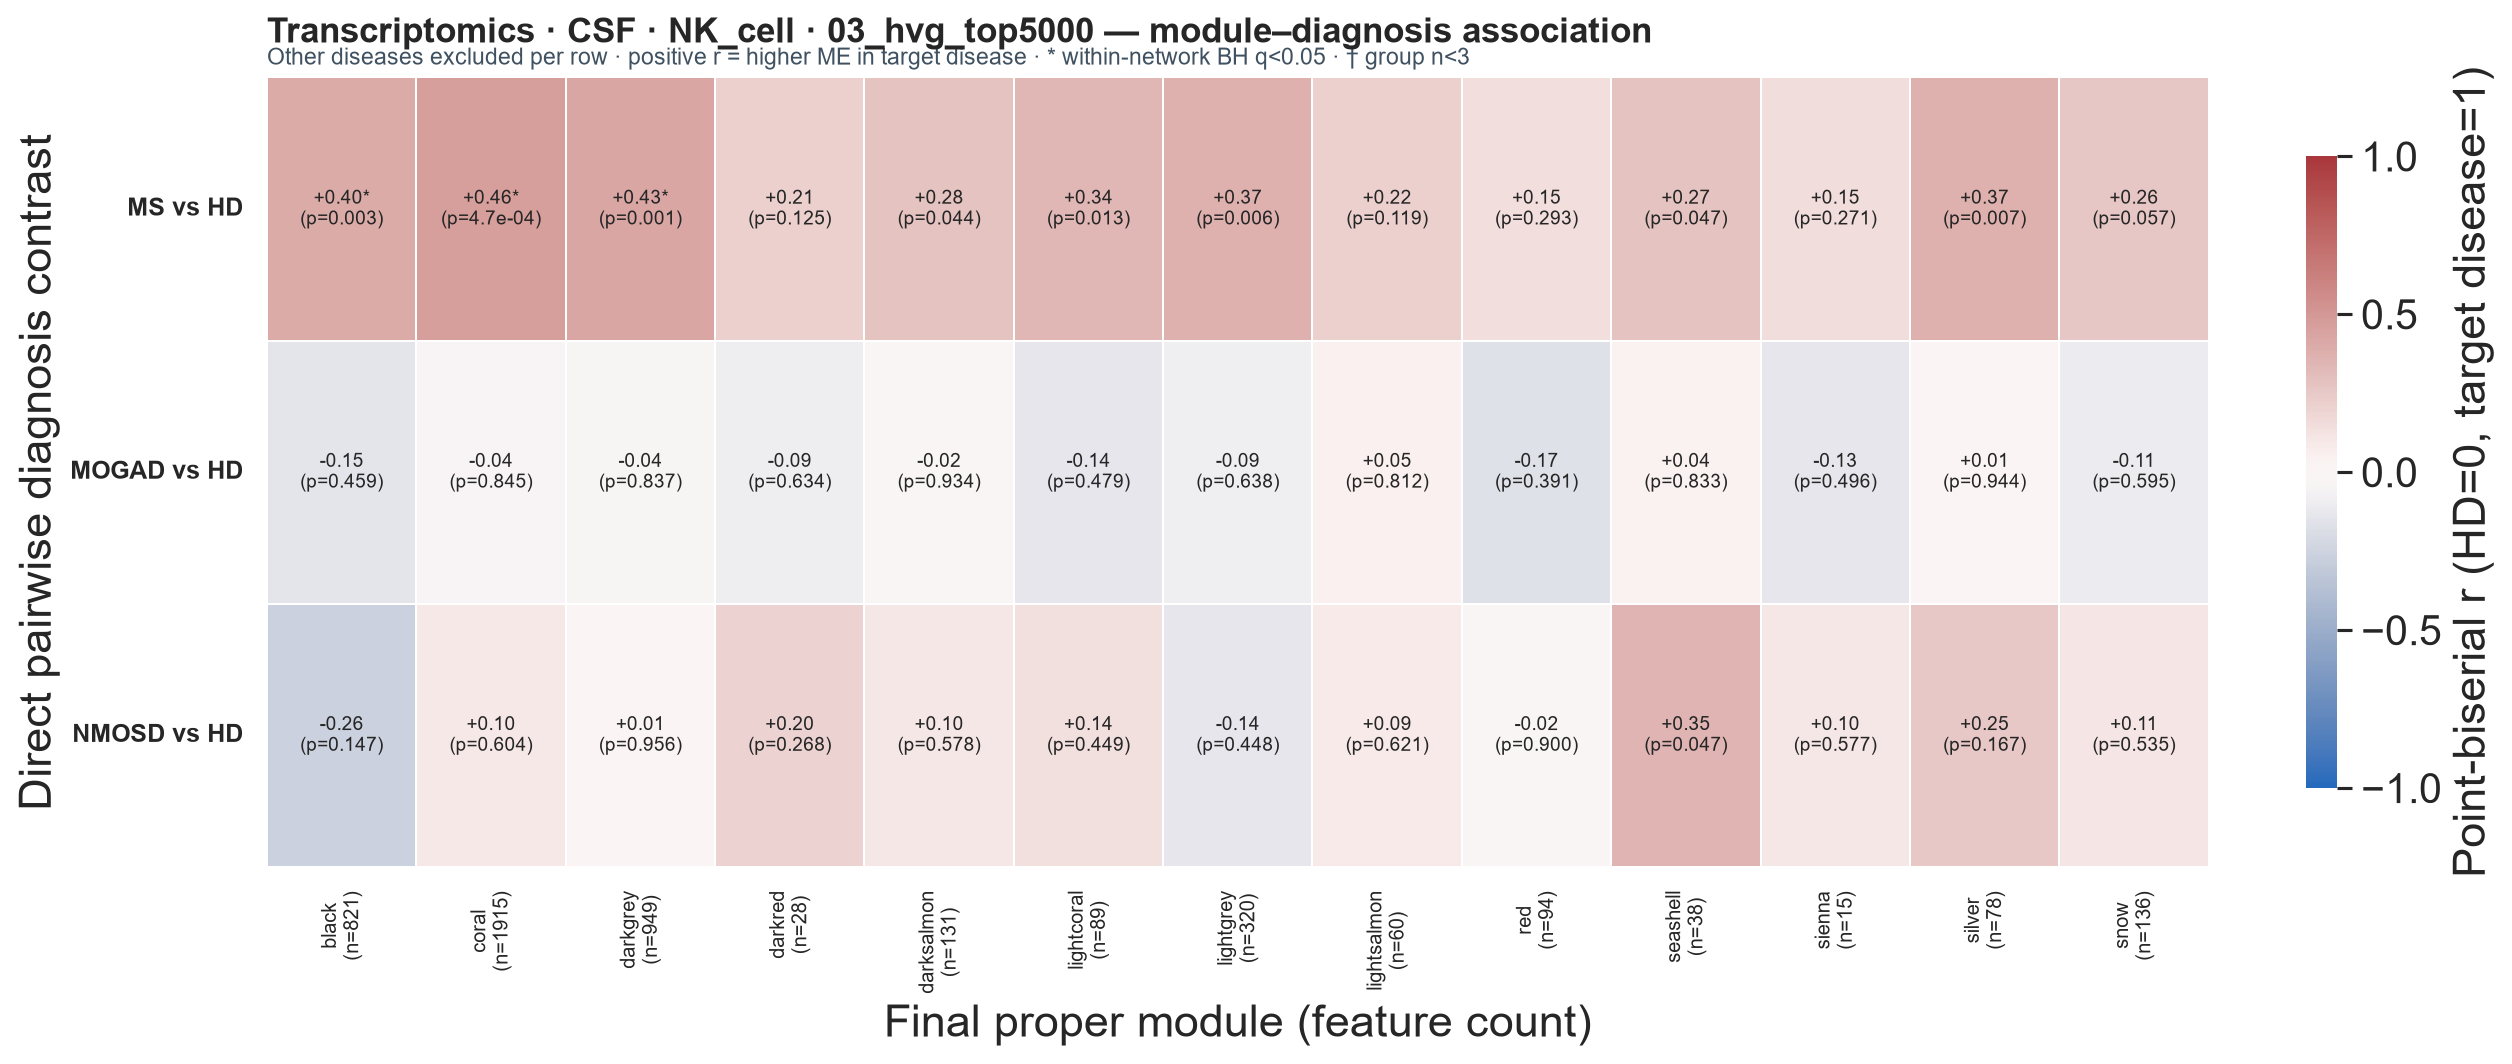 Transcriptomics · CSF · NK_cell · 03_hvg_top5000 — module–diagnosis association
Other diseases excluded per row · positive r = higher ME in target disease · * within-network BH q<0.05 · † group n<3
Direct pairwise diagnosis contrast
MS vs HD
+0.40*
(p=0.003)
+0.46*
(p=4.7e-04)
+0.43*
(p=0.001)
+0.21
(p=0.125)
+0.28
(p=0.044)
+0.34
(p=0.013)
+0.37
(p=0.006)
+0.22
(p=0.119)
+0.15
(p=0.293)
+0.27
(p=0.047)
+0.15
(p=0.271)
+0.37
(p=0.007)
+0.26
(p=0.057)
MOGAD vs HD
-0.15
(p=0.459)
-0.04
(p=0.845)
-0.04
(p=0.837)
-0.09
(p=0.634)
-0.02
(p=0.934)
-0.14
(p=0.479)
-0.09
(p=0.638)
+0.05
(p=0.812)
-0.17
(p=0.391)
+0.04
(p=0.833)
-0.13
(p=0.496)
+0.01
(p=0.944)
-0.11
(p=0.595)
NMOSD vs HD
-0.26
(p=0.147)
+0.10
(p=0.604)
+0.01
(p=0.956)
+0.20
(p=0.268)
+0.10
(p=0.578)
+0.14
(p=0.449)
-0.14
(p=0.448)
+0.09
(p=0.621)
-0.02
(p=0.900)
+0.35
(p=0.047)
+0.10
(p=0.577)
+0.25
(p=0.167)
+0.11
(p=0.535)
black
(n=821)
coral
(n=1915)
darkgrey
(n=949)
darkred
(n=28)
darksalmon
(n=131)
lightcoral
(n=89)
lightgrey
(n=320)
lightsalmon
(n=60)
red
(n=94)
seashell
(n=38)
sienna
(n=15)
silver
(n=78)
snow
(n=136)
Final proper module (feature count)
1.0
0.5
0.0
−0.5
−1.0
Point-biserial r (HD=0, target disease=1)